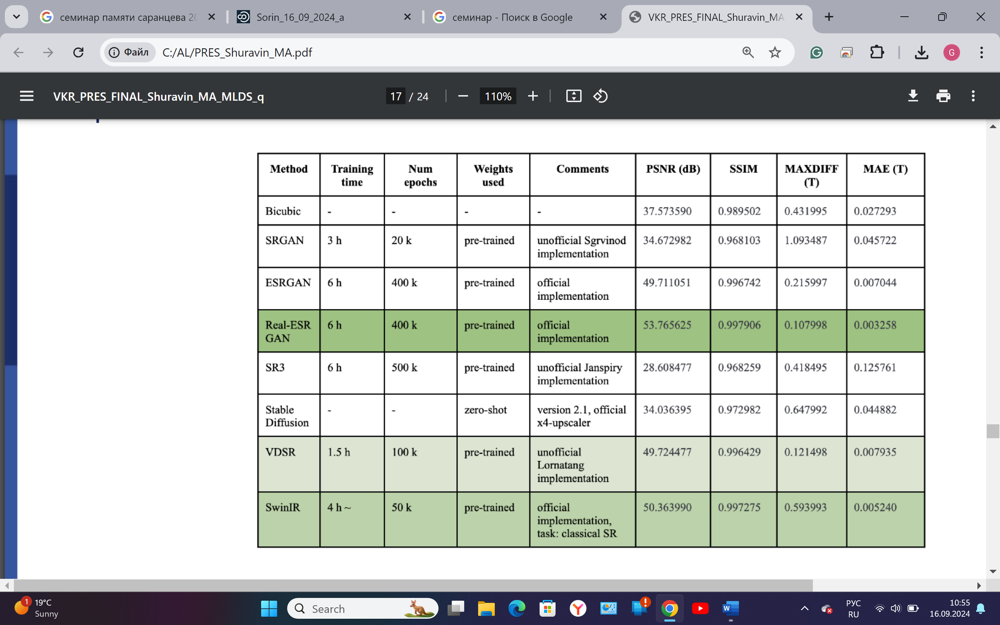 семинар памяти саранцева 20
Sorin_16_09_2024_a
семинар - Поиск в Google
VKR_PRES_FINAL_Shuravin_MA
Файл C:/AL/PRES_Shuravin_MA.pdf
G
VKR_PRES_FINAL_Shuravin_MA_MLDS_q
17 / 24
110%
Method Training time Num epochs Weights used Comments PSNR (dB) SSIM MAXDIFF (T) MAE (T)
Bicubic - - - - 37.573590 0.989502 0.431995 0.027293
SRGAN 3 h 20 k pre-trained unofficial Sgrvinod implementation 34.672982 0.968103 1.093487 0.045722
ESRGAN 6 h 400 k pre-trained official implementation 49.711051 0.996742 0.215997 0.007044
Real-ESR GAN 6 h 400 k pre-trained official implementation 53.765625 0.997906 0.107998 0.003258
SR3 6 h 500 k pre-trained unofficial Janspiry implementation 28.608477 0.968259 0.418495 0.125761
Stable Diffusion - - zero-shot version 2.1, official x4-upscaler 34.036395 0.972982 0.647992 0.044882
VDSR 1.5 h 100 k pre-trained unofficial Lornatang implementation 49.724477 0.996429 0.121498 0.007935
SwinIR 4 h ~ 50 k pre-trained official implementation, task: classical SR 50.363990 0.997275 0.593993 0.005240
1
19°C
Sunny
Search
РУС
RU
10:55
16.09.2024